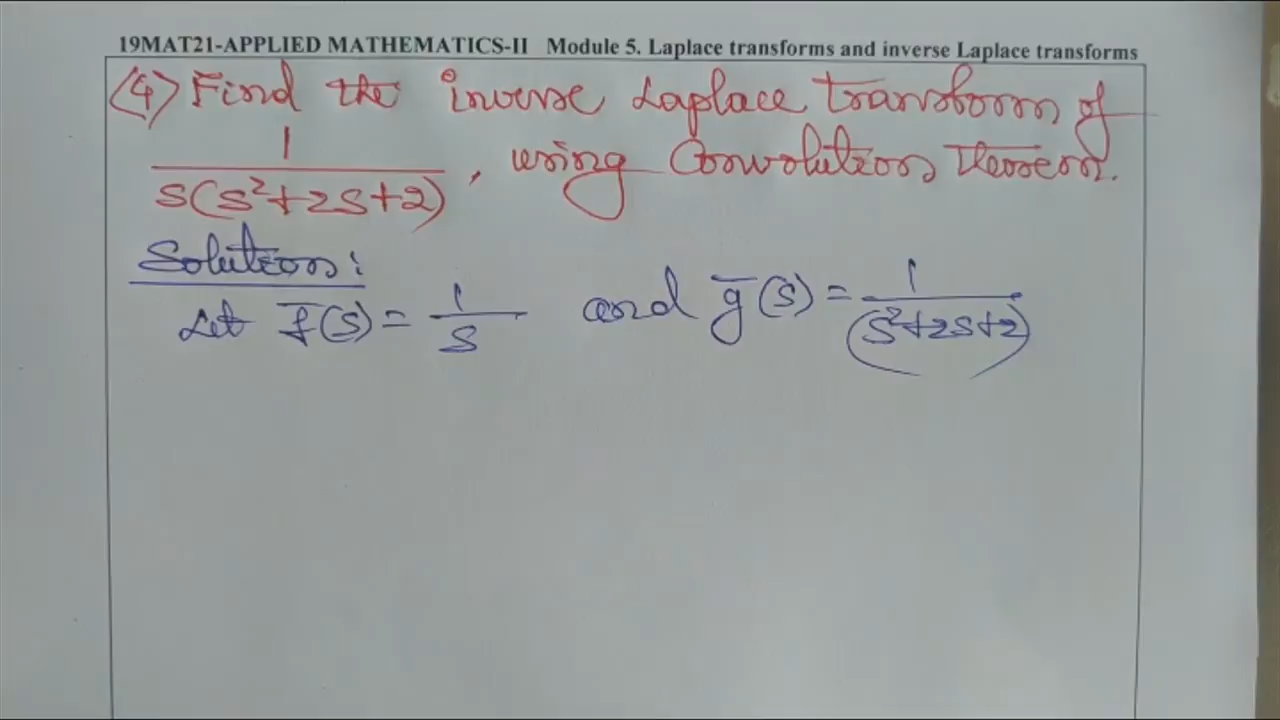 19MAT21-APPLIED MATHEMATICS-II Module 5. Laplace transforms and inverse Laplace transforms
(4) Find the inverse Laplace transform of
1/(s(s²+2s+2)), using Convolution theorem.
Solution:
Let f̄(s) = 1/s and ḡ(s) = 1/(s²+2s+2)